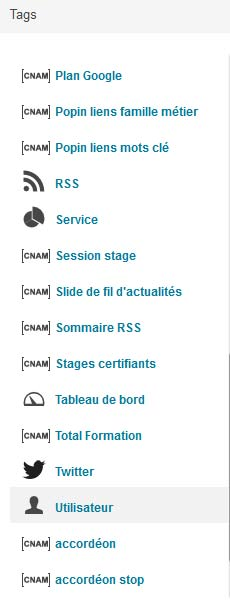 Tags
[CNAM] Plan Google
[CNAM] Popin liens famille métier
[CNAM] Popin liens mots clé
RSS
Service
[CNAM] Session stage
[CNAM] Slide de fil d'actualités
[CNAM] Sommaire RSS
[CNAM] Stages certifiants
Tableau de bord
[CNAM] Total Formation
Twitter
Utilisateur
[CNAM] accordéon
[CNAM] accordéon stop